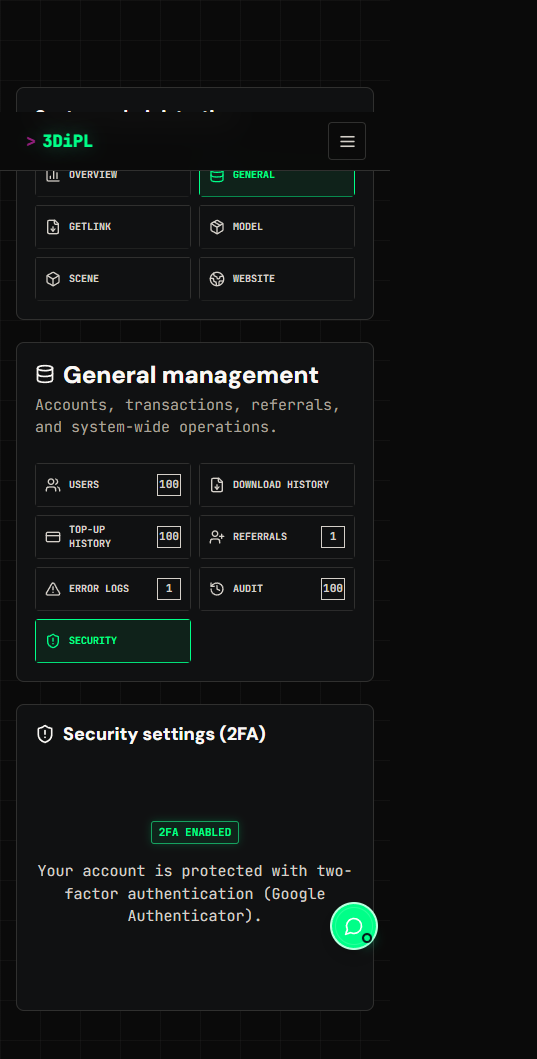 > 3DiPL
OVERVIEW
GENERAL
GETLINK
MODEL
SCENE
WEBSITE
General management
Accounts, transactions, referrals,
and system-wide operations.
USERS 100
DOWNLOAD HISTORY
TOP-UP
HISTORY 100
REFERRALS 1
ERROR LOGS 1
AUDIT 100
SECURITY
Security settings (2FA)
2FA ENABLED
Your account is protected with two-
factor authentication (Google
Authenticator).